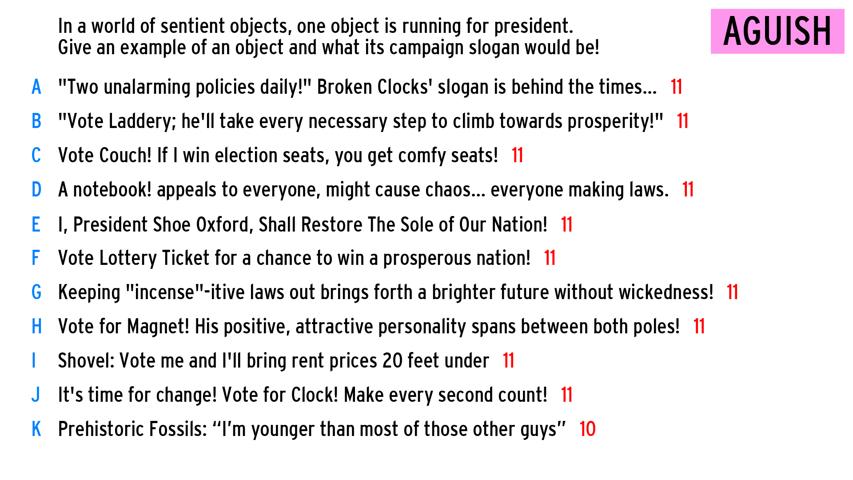 In a world of sentient objects, one object is running for president.
Give an example of an object and what its campaign slogan would be!
AGUISH
A "Two unalarming policies daily!" Broken Clocks' slogan is behind the times... 11
B "Vote Laddery; he'll take every necessary step to climb towards prosperity!" 11
C Vote Couch! If I win election seats, you get comfy seats! 11
D A notebook! appeals to everyone, might cause chaos... everyone making laws. 11
E I, President Shoe Oxford, Shall Restore The Sole of Our Nation! 11
F Vote Lottery Ticket for a chance to win a prosperous nation! 11
G Keeping "incense"-itive laws out brings forth a brighter future without wickedness! 11
H Vote for Magnet! His positive, attractive personality spans between both poles! 11
I Shovel: Vote me and I'll bring rent prices 20 feet under 11
J It's time for change! Vote for Clock! Make every second count! 11
K Prehistoric Fossils: “I’m younger than most of those other guys” 10